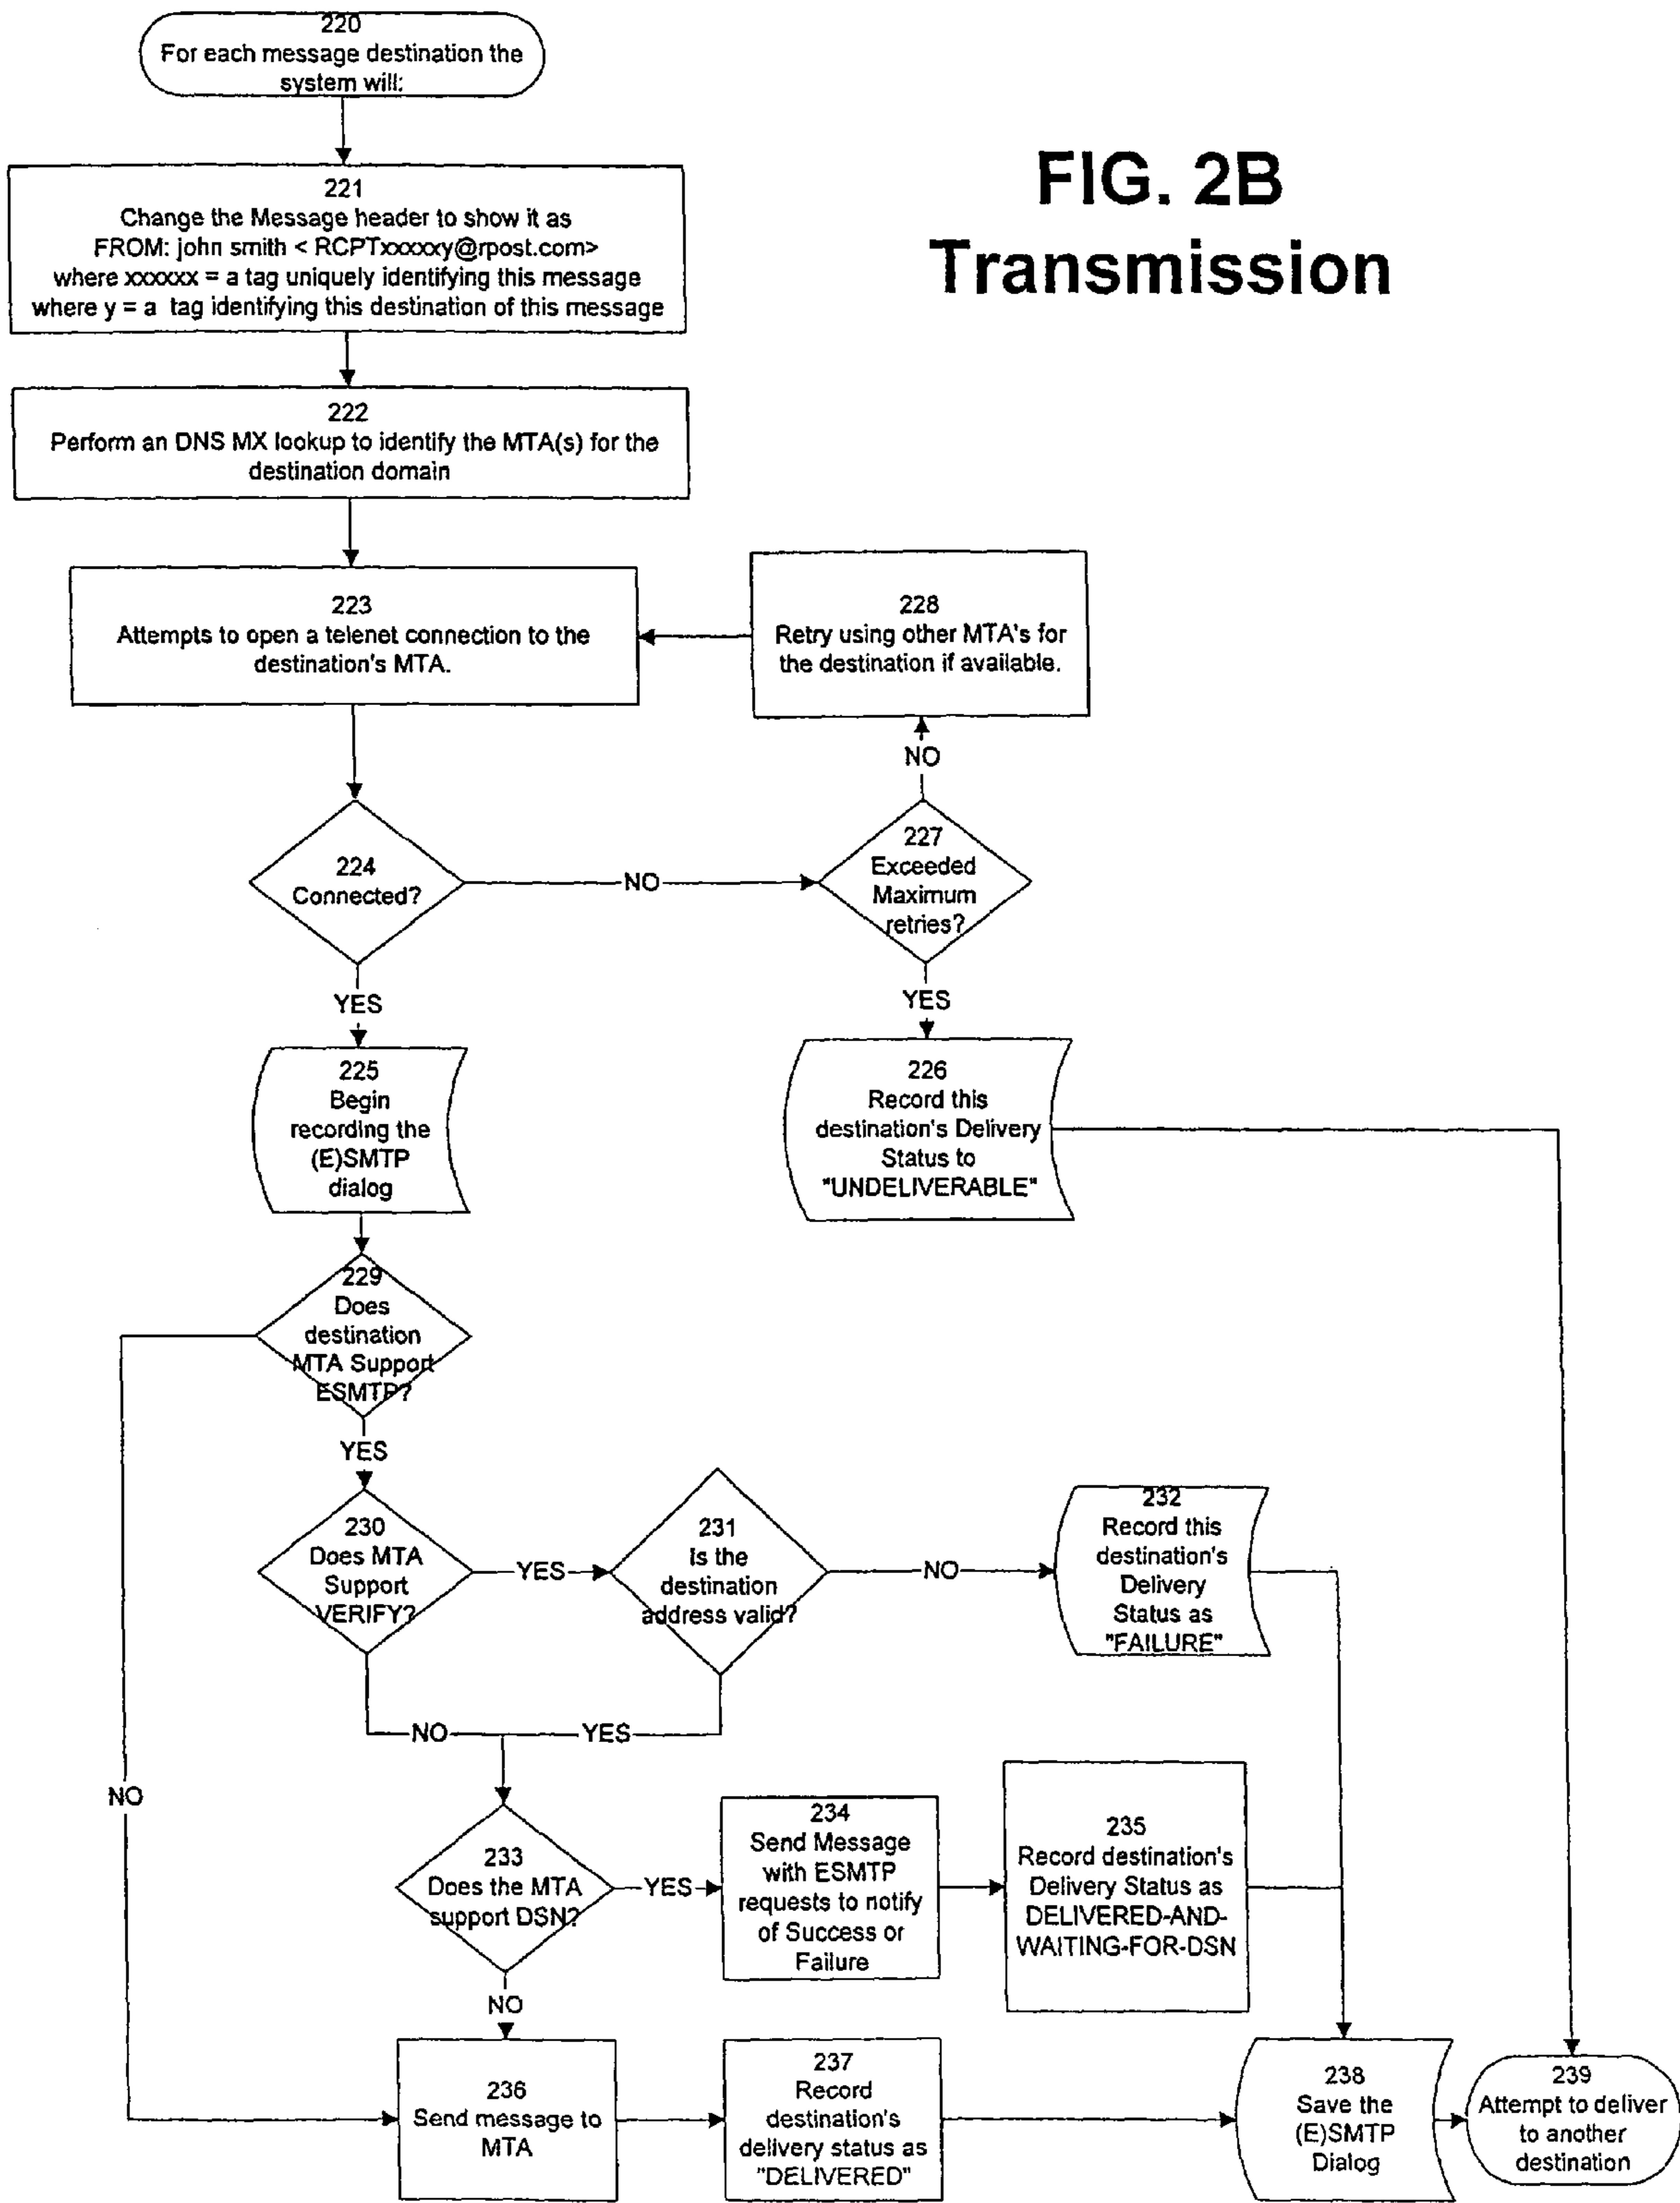 220
For each message destination the
system will:
FIG. 2B
Transmission
221
Change the Message header to show it as
FROM: john smith < RCPTxxxxxy@rpost.com>
where xxxxxx = a tag uniquely identifying this message
where y = a tag identifying this destination of this message
222
Perform an DNS MX lookup to identify the MTA(s) for the
destination domain
223
Attempts to open a telenet connection to the
destination's MTA.
228
Retry using other MTA's for
the destination if available.
NO
224
Connected?
NO
227
Exceeded
Maximum
retries?
YES
YES
225
Begin
recording the
(E)SMTP
dialog
226
Record this
destination's Delivery
Status to
"UNDELIVERABLE"
229
Does
destination
MTA Support
ESMTP?
YES
230
Does MTA
Support
VERIFY?
YES
231
Is the
destination
address valid?
NO
232
Record this
destination's
Delivery
Status as
"FAILURE"
NO
YES
NO
233
Does the MTA
support DSN?
YES
234
Send Message
with ESMTP
requests to notify
of Success or
Failure
235
Record destination's
Delivery Status as
DELIVERED-AND-
WAITING-FOR-DSN
NO
236
Send message to
MTA
237
Record
destination's
delivery status as
"DELIVERED"
238
Save the
(E)SMTP
Dialog
239
Attempt to deliver
to another
destination